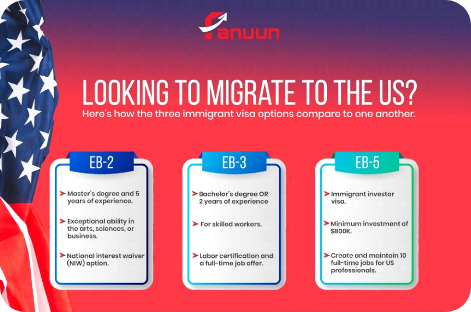 Fanuun
LOOKING TO MIGRATE TO THE US?
Here's how the three immigrant visa options compare to one another.
EB-2
Master's degree and 5
years of experience.
Exceptional ability in
the arts, sciences, or
business.
National interest waiver
(NIW) option.
EB-3
Bachelor's degree OR
2 years of experience
For skilled workers.
Labor certification and
a full-time job offer.
EB-5
Immigrant investor
visa.
Minimum investment of
$800K.
Create and maintain 10
full-time jobs for US
professionals.